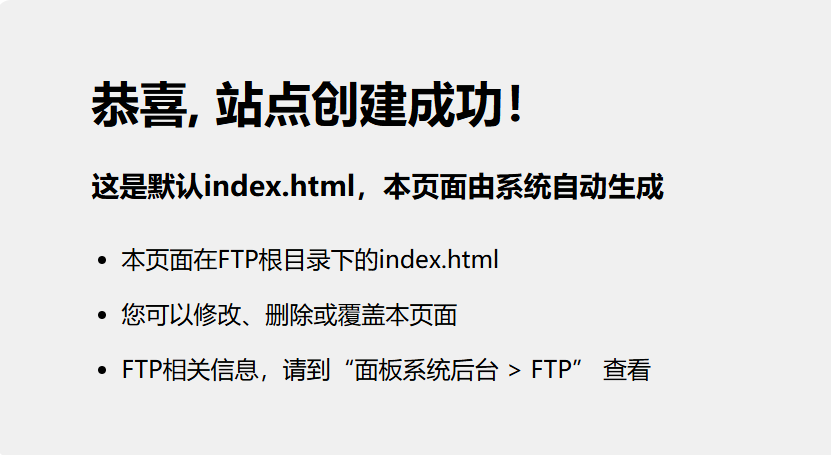 恭喜, 站点创建成功！
这是默认index.html，本页面由系统自动生成
本页面在FTP根目录下的index.html
您可以修改、删除或覆盖本页面
FTP相关信息，请到“面板系统后台 > FTP” 查看